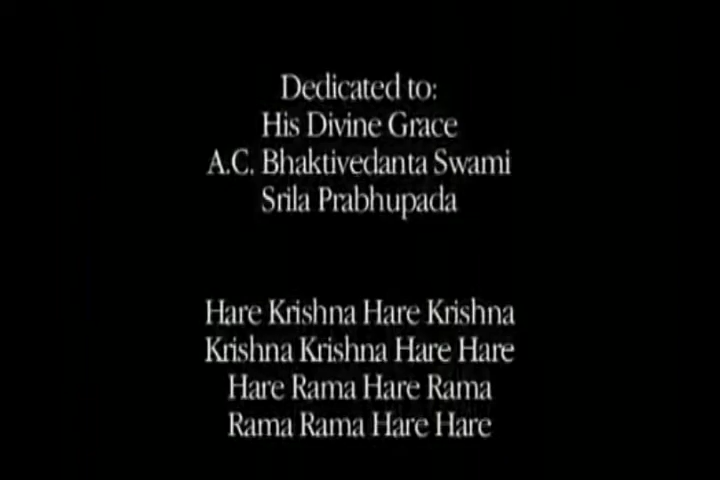 Dedicated to:
His Divine Grace
A.C. Bhaktivedanta Swami
Srila Prabhupada
Hare Krishna Hare Krishna
Krishna Krishna Hare Hare
Hare Rama Hare Rama
Rama Rama Hare Hare